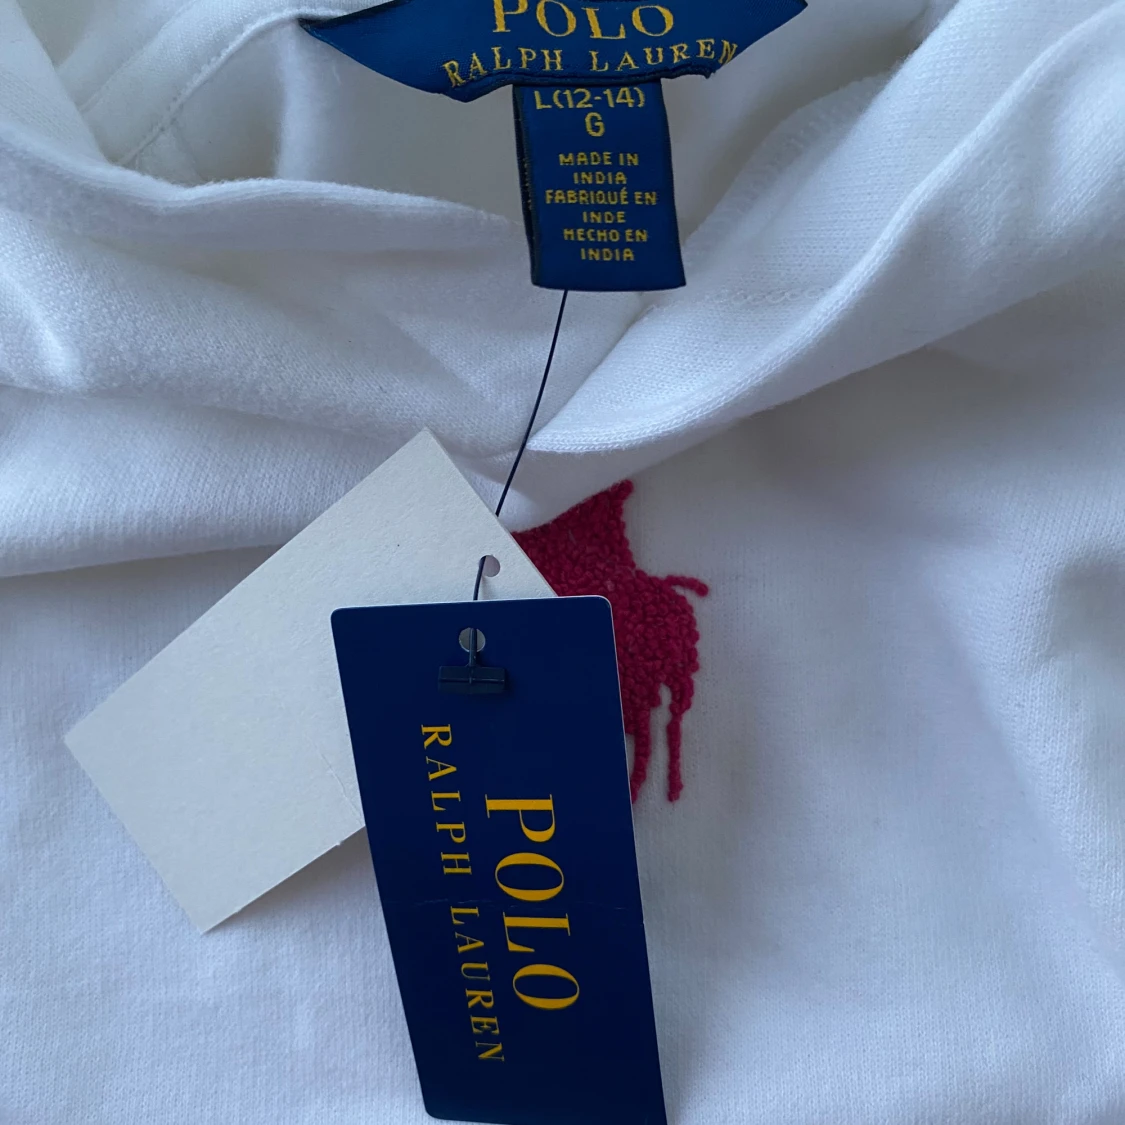 POLO
RALPH LAUREN
L(12-14)
G
MADE IN
INDIA
FABRIQUÉ EN
INDE
HECHO EN
INDIA
POLO
RALPH LAUREN